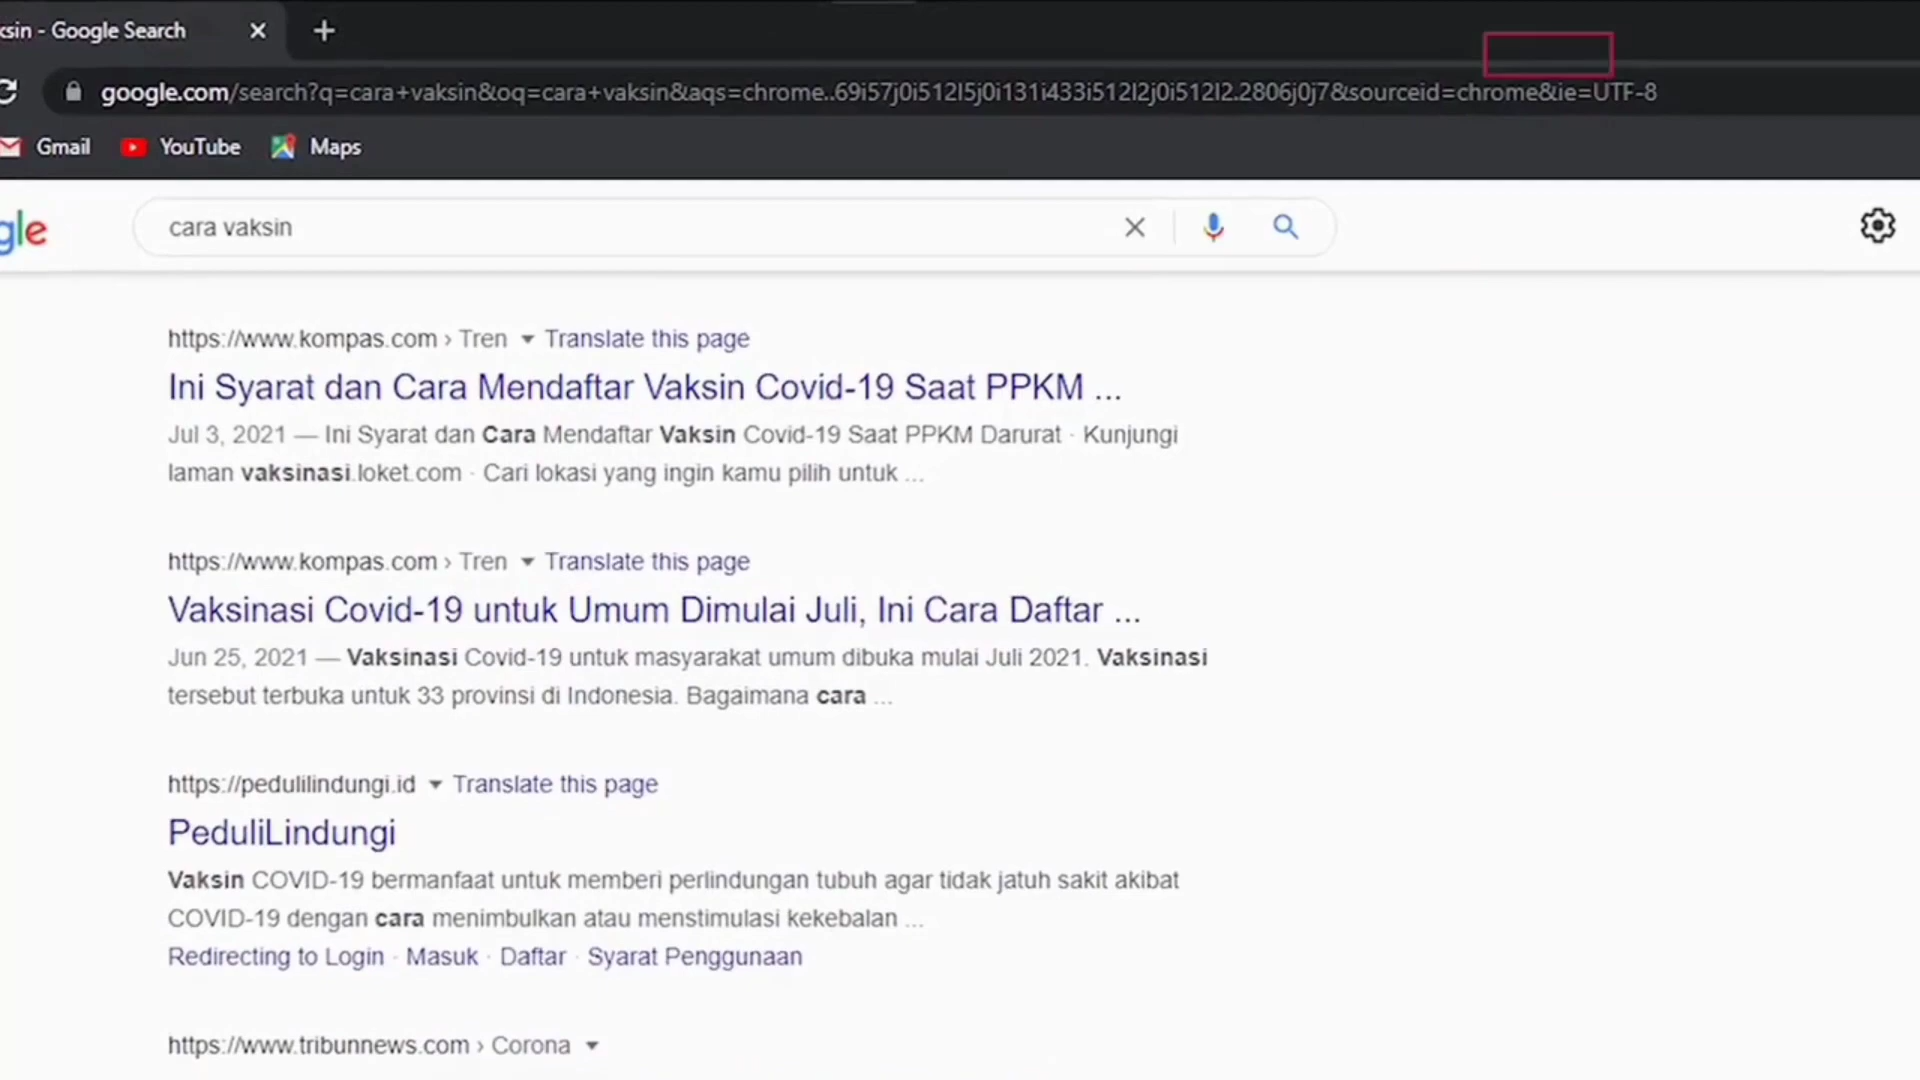 ksin - Google Search
google.com/search?q=cara+vaksin&oq=cara+vaksin&aqs=chrome..69i57j0i512l5j0i131i433i512l2j0i512l2.2806j0j7&sourceid=chrome&ie=UTF-8
Gmail YouTube Maps
gle cara vaksin
https://www.kompas.com › Tren Translate this page
Ini Syarat dan Cara Mendaftar Vaksin Covid-19 Saat PPKM ...
Jul 3, 2021 — Ini Syarat dan Cara Mendaftar Vaksin Covid-19 Saat PPKM Darurat · Kunjungi
laman vaksinasi.loket.com · Cari lokasi yang ingin kamu pilih untuk ...
https://www.kompas.com › Tren Translate this page
Vaksinasi Covid-19 untuk Umum Dimulai Juli, Ini Cara Daftar ...
Jun 25, 2021 — Vaksinasi Covid-19 untuk masyarakat umum dibuka mulai Juli 2021. Vaksinasi
tersebut terbuka untuk 33 provinsi di Indonesia. Bagaimana cara ...
https://pedulilindungi.id Translate this page
PeduliLindungi
Vaksin COVID-19 bermanfaat untuk memberi perlindungan tubuh agar tidak jatuh sakit akibat
COVID-19 dengan cara menimbulkan atau menstimulasi kekebalan ...
Redirecting to Login · Masuk · Daftar · Syarat Penggunaan
https://www.tribunnews.com › Corona